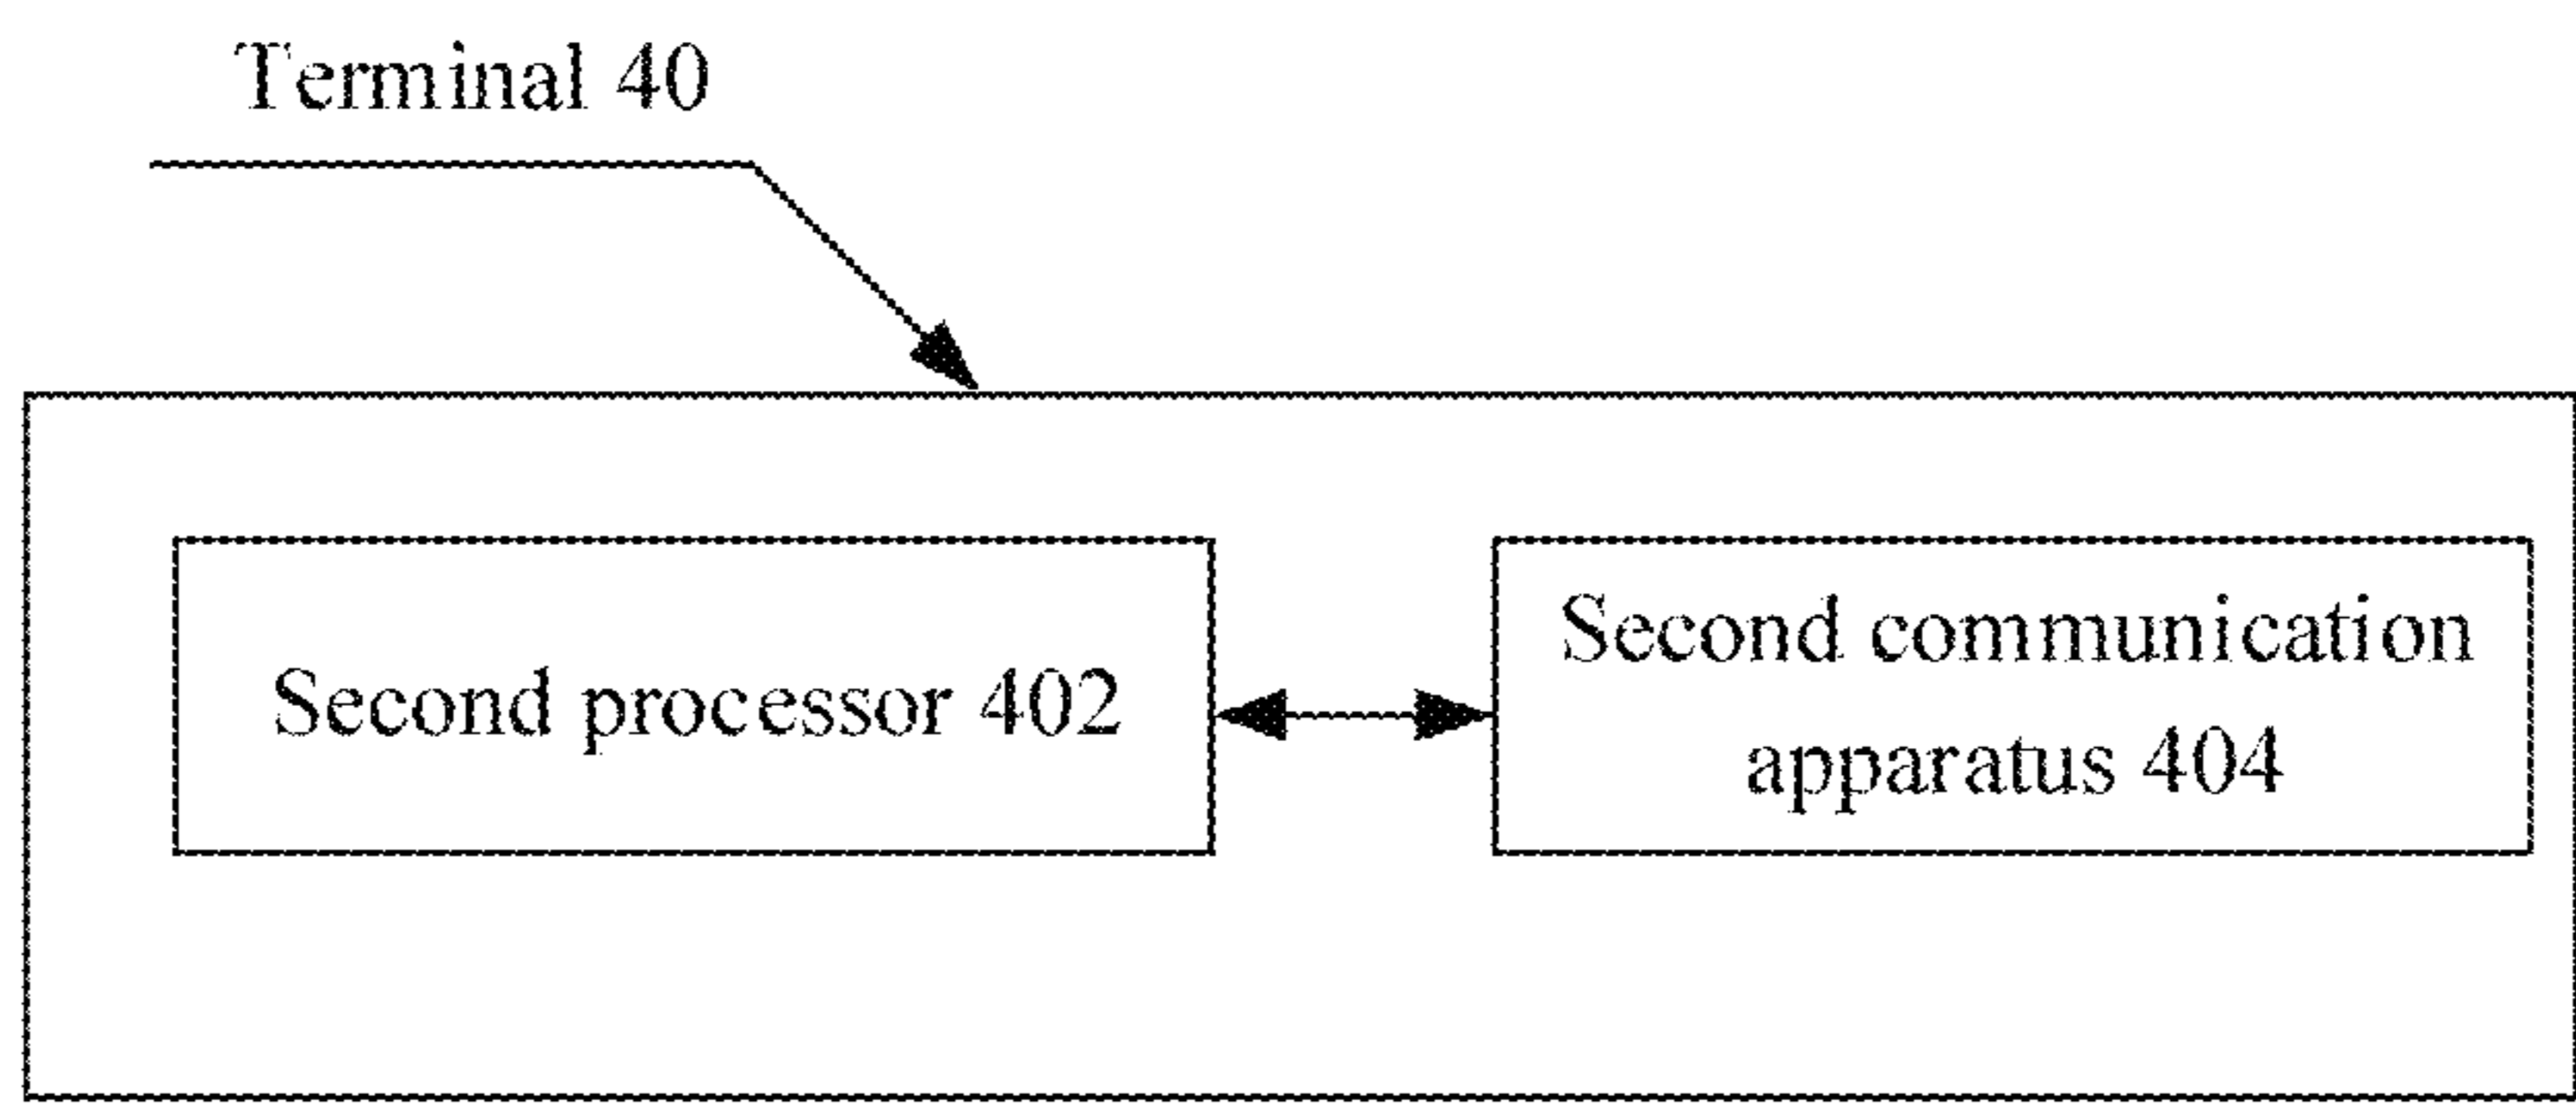 Terminal 40
Second processor 402
Second communication
apparatus 404